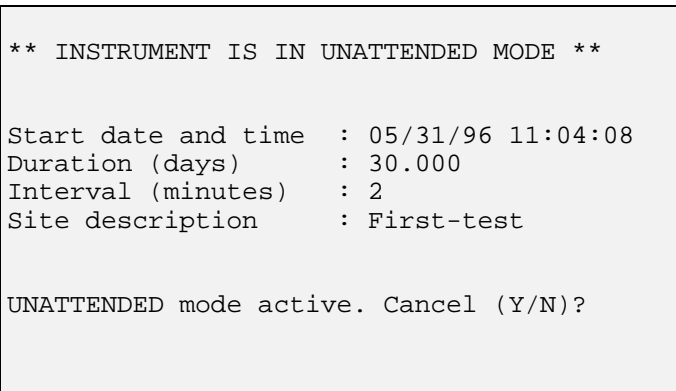 ** INSTRUMENT IS IN UNATTENDED MODE **
Start date and time : 05/31/96 11:04:08
Duration (days) : 30.000
Interval (minutes) : 2
Site description : First-test
UNATTENDED mode active. Cancel (Y/N)?